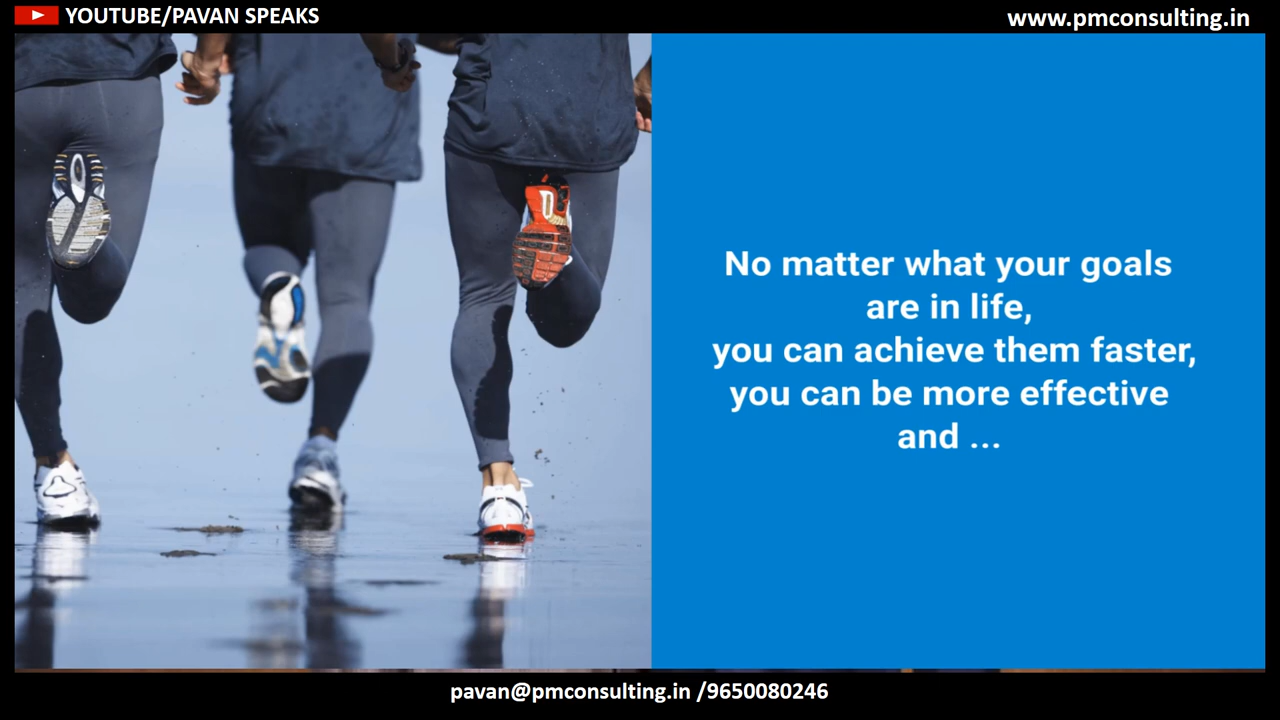 YOUTUBE/PAVAN SPEAKS
www.pmconsulting.in
No matter what your goals
are in life,
you can achieve them faster,
you can be more effective
and ...
pavan@pmconsulting.in /9650080246